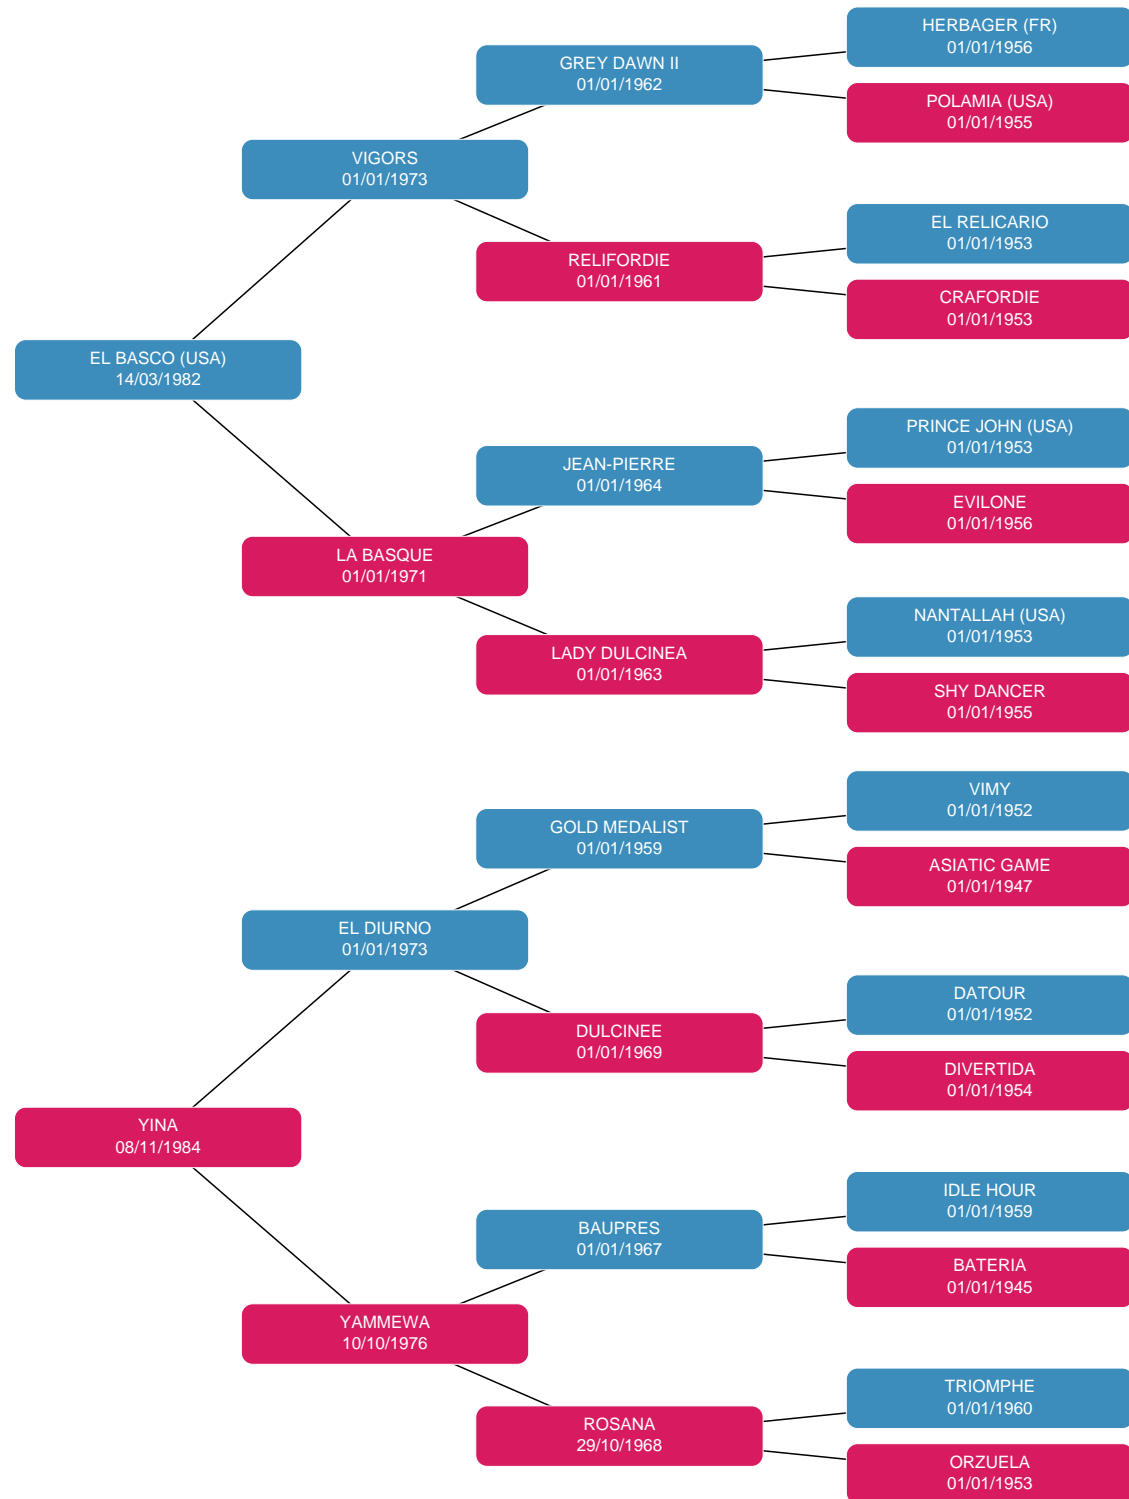 HERBAGER (FR)
01/01/1956
GREY DAWN II
01/01/1962
POLAMIA (USA)
01/01/1955
VIGORS
01/01/1973
EL RELICARIO
01/01/1953
RELIFORDIE
01/01/1961
CRAFORDIE
01/01/1953
EL BASCO (USA)
14/03/1982
PRINCE JOHN (USA)
01/01/1953
JEAN-PIERRE
01/01/1964
EVILONE
01/01/1956
LA BASQUE
01/01/1971
NANTALLAH (USA)
01/01/1953
LADY DULCINEA
01/01/1963
SHY DANCER
01/01/1955
VIMY
01/01/1952
GOLD MEDALIST
01/01/1959
ASIATIC GAME
01/01/1947
EL DIURNO
01/01/1973
DATOUR
01/01/1952
DULCINEE
01/01/1969
DIVERTIDA
01/01/1954
YINA
08/11/1984
IDLE HOUR
01/01/1959
BAUPRES
01/01/1967
BATERIA
01/01/1945
YAMMEWA
10/10/1976
TRIOMPHE
01/01/1960
ROSANA
29/10/1968
ORZUELA
01/01/1953